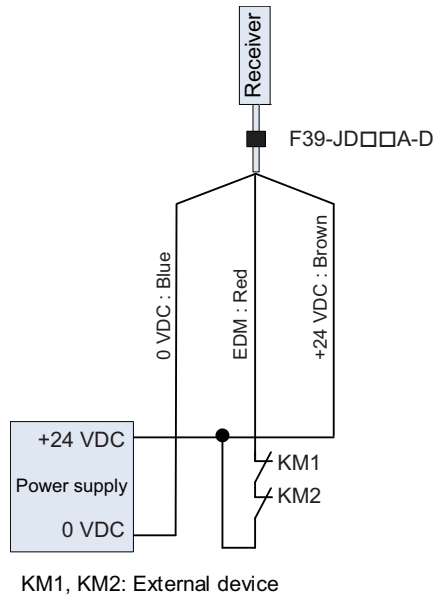 Receiver
F39-JD□□A-D
0 VDC : Blue
EDM : Red
+24 VDC : Brown
+24 VDC
Power supply
0 VDC
KM1
KM2
KM1, KM2: External device